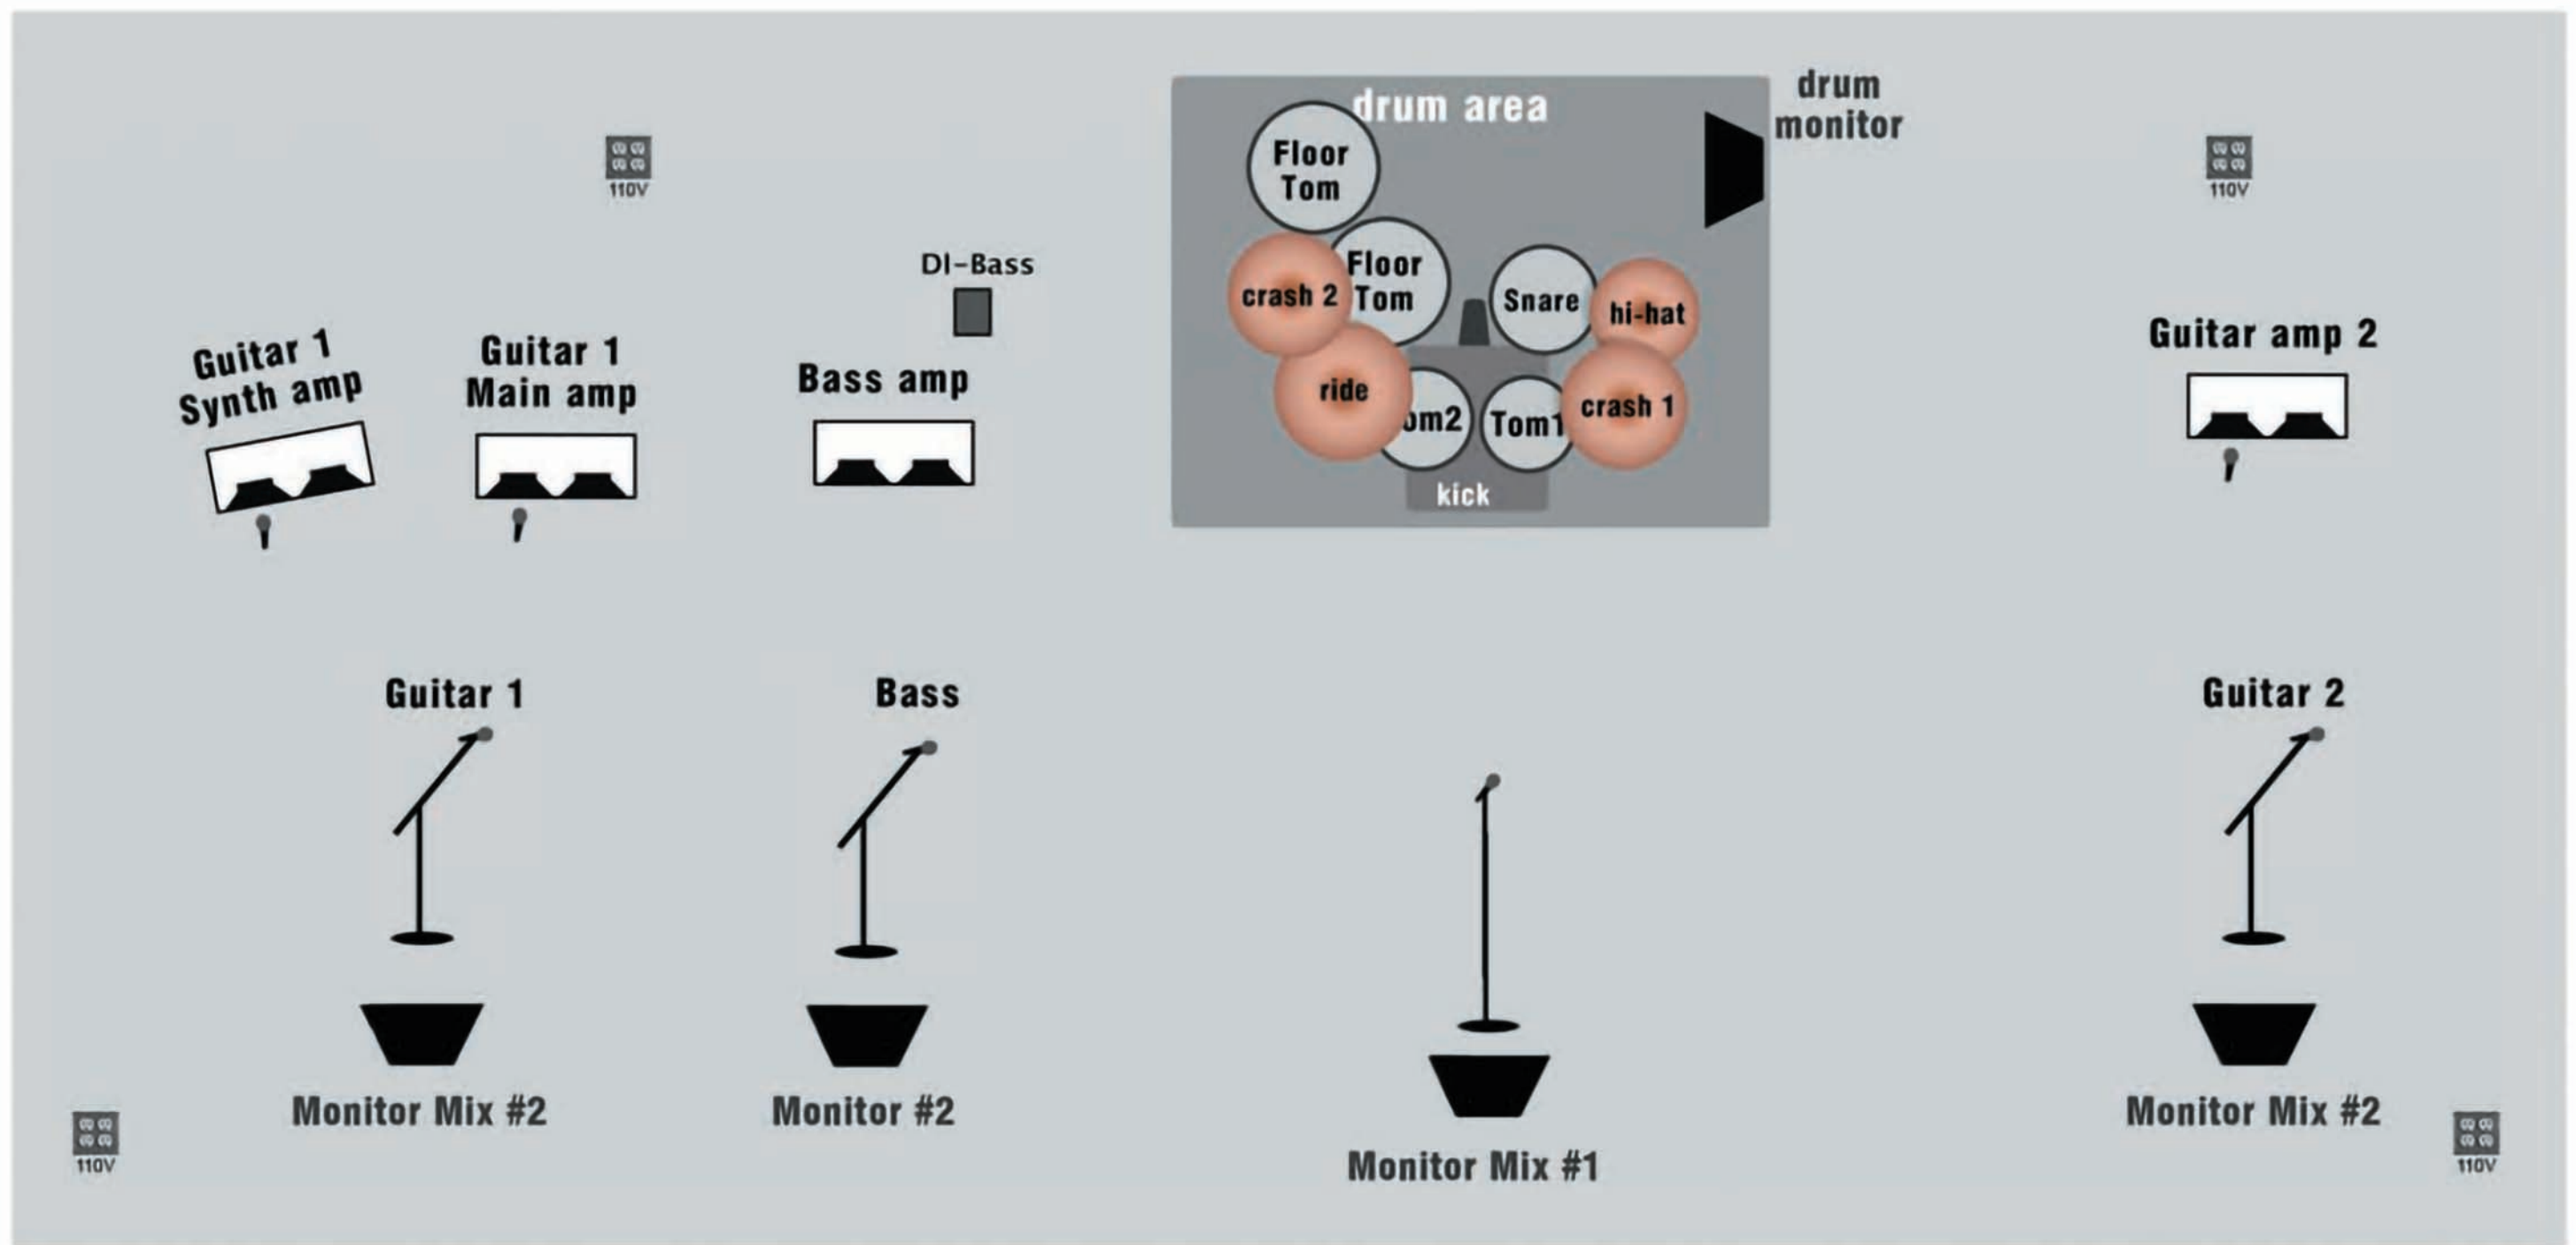 drum area
drum
monitor
Floor
Tom
110V
110V
DI-Bass
Floor
Tom
crash 2
Snare
hi-hat
Guitar 1
Synth amp
Guitar 1
Main amp
Bass amp
Guitar amp 2
ride
om2
Tom1
crash 1
kick
Guitar 1
Bass
Guitar 2
Monitor Mix #2
Monitor #2
Monitor Mix #1
Monitor Mix #2
110V
110V